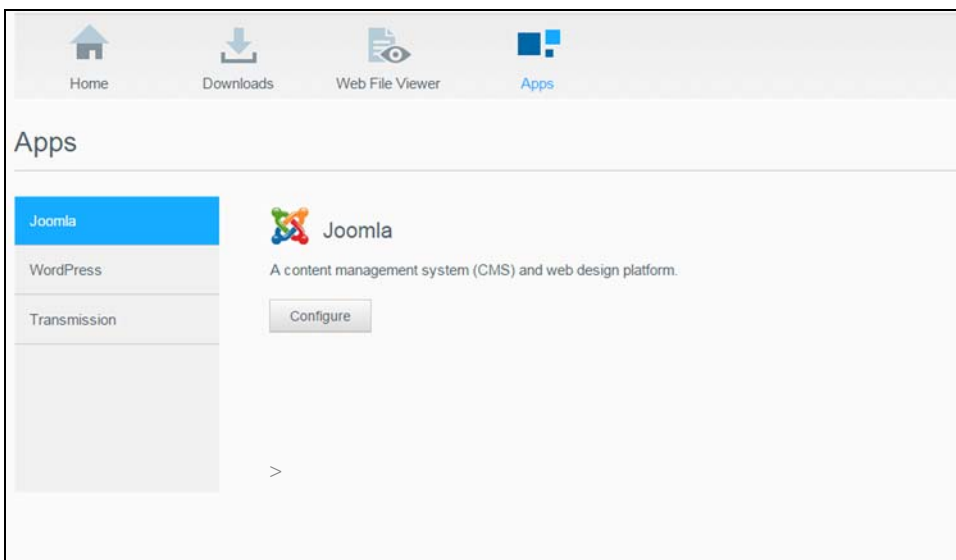 Home Downloads Web File Viewer Apps
Apps
Joomla
WordPress
Transmission
Joomla
A content management system (CMS) and web design platform.
Configure
>